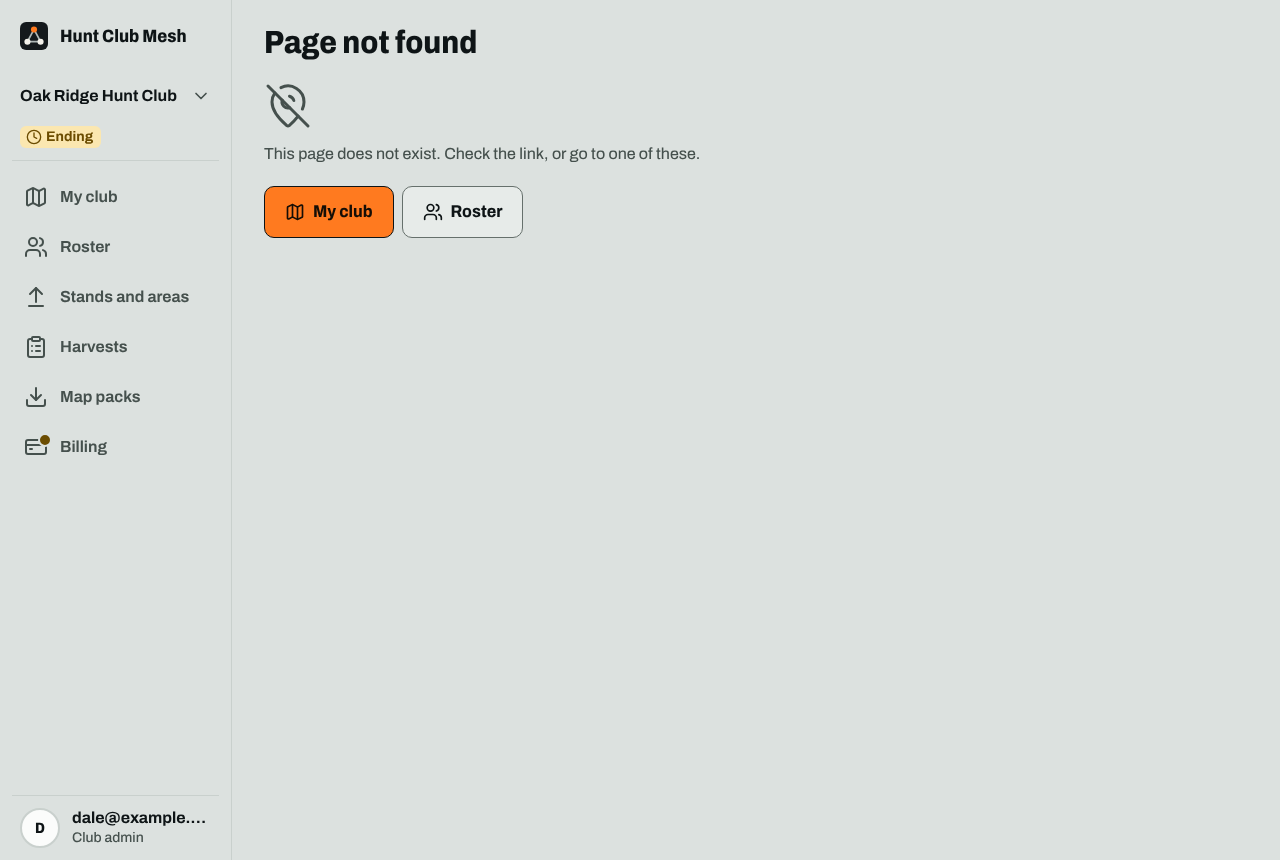 Hunt Club Mesh
Oak Ridge Hunt Club
Ending
My club
Roster
Stands and areas
Harvests
Map packs
Billing
D
dale@example.…
Club admin
Page not found
This page does not exist. Check the link, or go to one of these.
My club
Roster